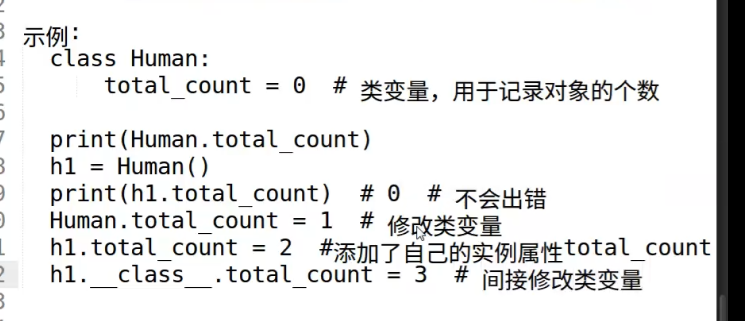 示例:
class Human:
total_count = 0  # 类变量，用于记录对象的个数
print(Human.total_count)
h1 = Human()
print(h1.total_count)  # 0  # 不会出错
Human.total_count = 1  # 修改类变量
h1.total_count = 2  #添加了自己的实例属性total_count
h1.__class__.total_count = 3  # 间接修改类变量